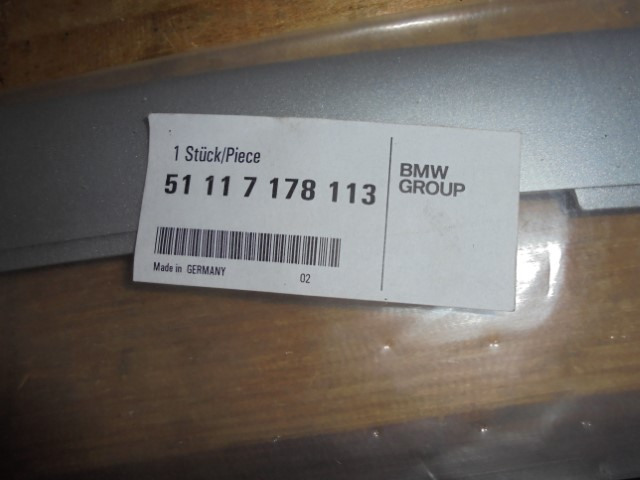 1 Stück/Piece
51 11 7 178 113
Made in GERMANY 02
BMW
GROUP